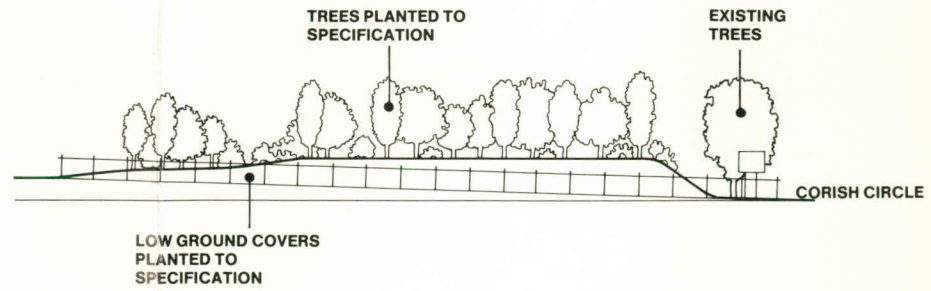 TREES PLANTED TO
SPECIFICATION
EXISTING
TREES
CORISH CIRCLE
LOW GROUND COVERS
PLANTED TO
SPECIFICATION